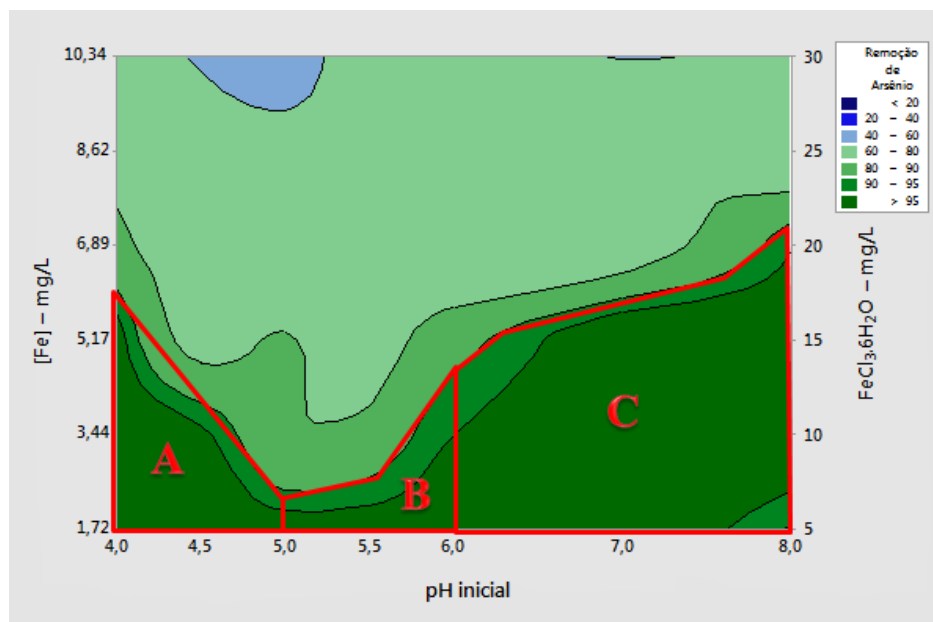 10,34
8,62
6,89
5,17
3,44
1,72
[Fe] – mg/L
30
25
20
15
10
5
FeCl3.6H2O – mg/L
Remoção
de
Arsênio
< 20
20 – 40
40 – 60
60 – 80
80 – 90
90 – 95
> 95
A
B
C
4,0 4,5 5,0 5,5 6,0 7,0 8,0
pH inicial